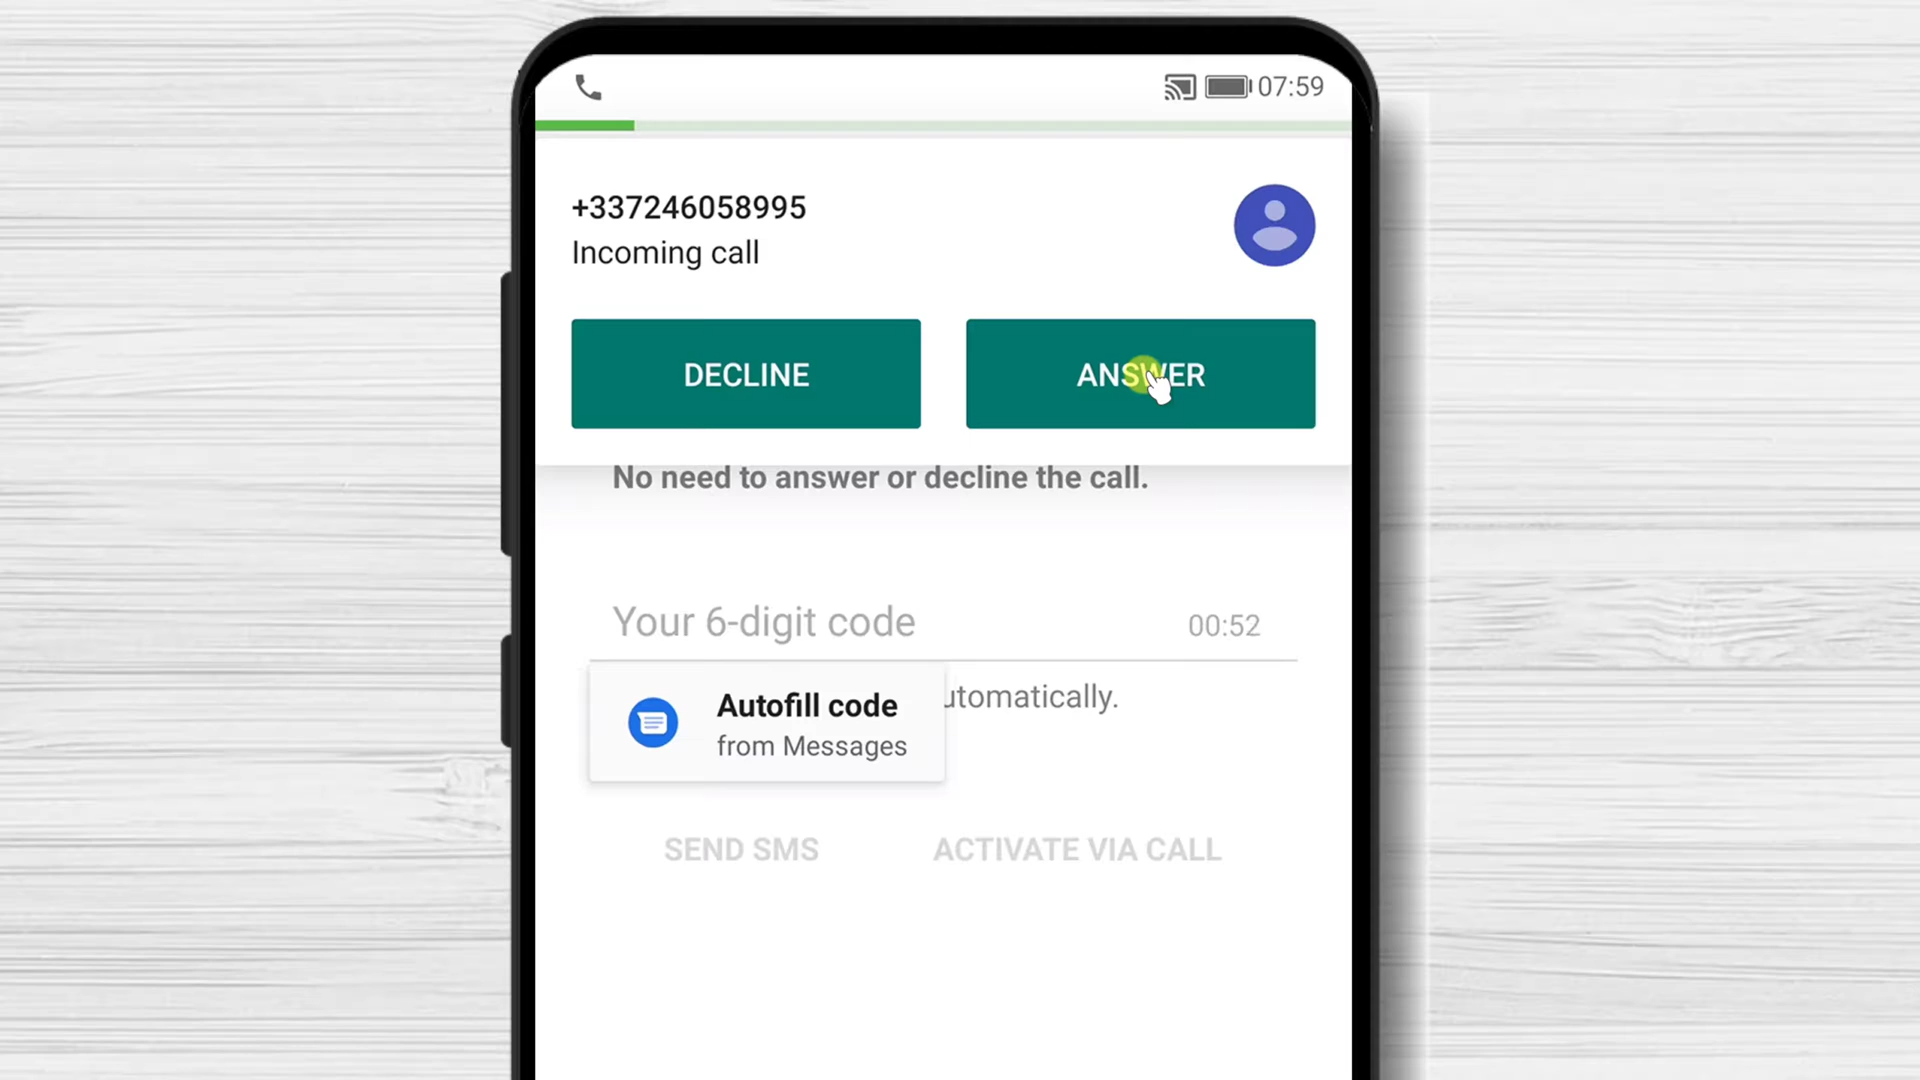 07:59
+337246058995
Incoming call
DECLINE
ANSWER
No need to answer or decline the call.
Your 6-digit code
00:52
Autofill code
from Messages
utomatically.
SEND SMS
ACTIVATE VIA CALL